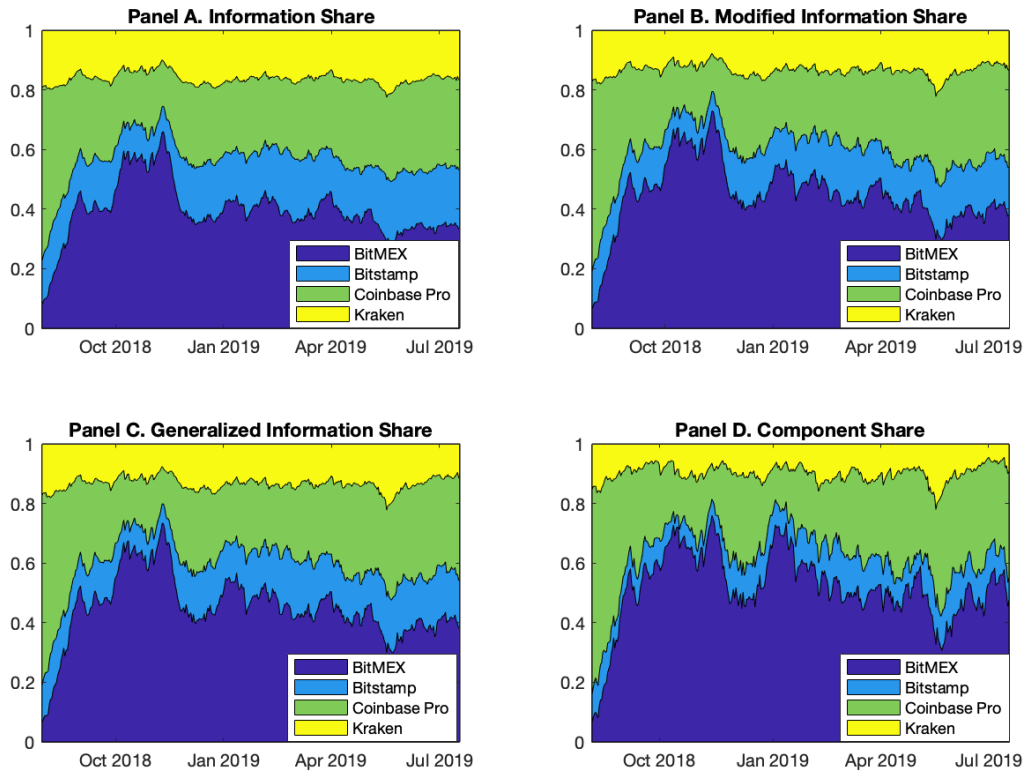 Panel A. Information Share
1
0.8
0.6
0.4
0.2
0
Oct 2018 Jan 2019 Apr 2019 Jul 2019
BitMEX
Bitstamp
Coinbase Pro
Kraken
Panel B. Modified Information Share
1
0.8
0.6
0.4
0.2
0
Oct 2018 Jan 2019 Apr 2019 Jul 2019
BitMEX
Bitstamp
Coinbase Pro
Kraken
Panel C. Generalized Information Share
1
0.8
0.6
0.4
0.2
0
Oct 2018 Jan 2019 Apr 2019 Jul 2019
BitMEX
Bitstamp
Coinbase Pro
Kraken
Panel D. Component Share
1
0.8
0.6
0.4
0.2
0
Oct 2018 Jan 2019 Apr 2019 Jul 2019
BitMEX
Bitstamp
Coinbase Pro
Kraken